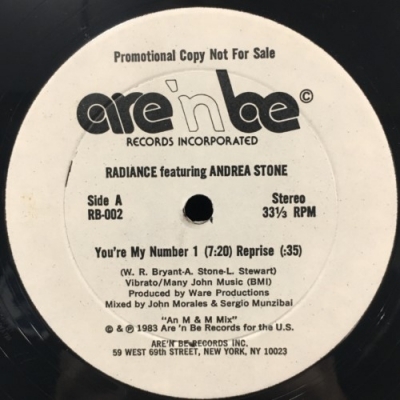 Promotional Copy Not For Sale
are 'n be ©
RECORDS INCORPORATED
RADIANCE featuring ANDREA STONE
Side A Stereo
RB-002 33⅓ RPM
You're My Number 1 (7:20) Reprise (:35)
(W. R. Bryant-A. Stone-L. Stewart)
Vibrato/Many John Music (BMI)
Produced by Ware Productions
Mixed by John Morales & Sergio Munzibai
"An M & M Mix"
© & ℗ 1983 Are 'n Be Records for the U.S.
ARE'N BE RECORDS INC.
59 WEST 69th STREET, NEW YORK, NY 10023